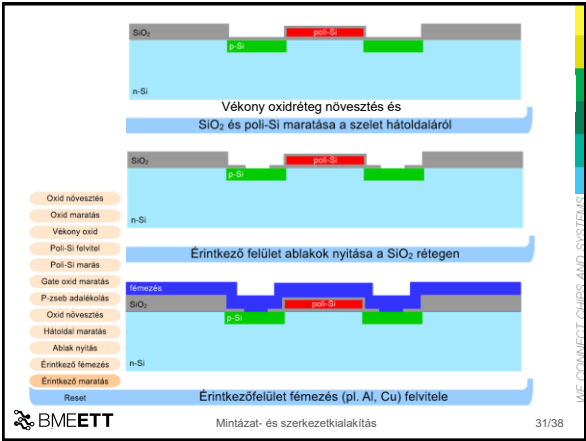 SiO₂
poli-Si
p-Si
n-Si
Vékony oxidréteg növesztés és
SiO₂ és poli-Si maratása a szelet hátoldaláról
SiO₂
poli-Si
p-Si
n-Si
Érintkező felület ablakok nyitása a SiO₂ rétegen
fémezés
SiO₂
poli-Si
p-Si
n-Si
Érintkezőfelület fémezés (pl. Al, Cu) felvitele
Oxid növesztés
Oxid maratás
Vékony oxid
Poli-Si felvitel
Poli-Si marás
Gate oxid maratás
P-zseb adalékolás
Oxid növesztés
Hátoldal maratás
Ablak nyitás
Érintkező fémezés
Érintkező maratás
Reset
WE CONNECT CHIPS AND SYSTEMS
BMEETT
Mintázat- és szerkezetkialakítás
31/38